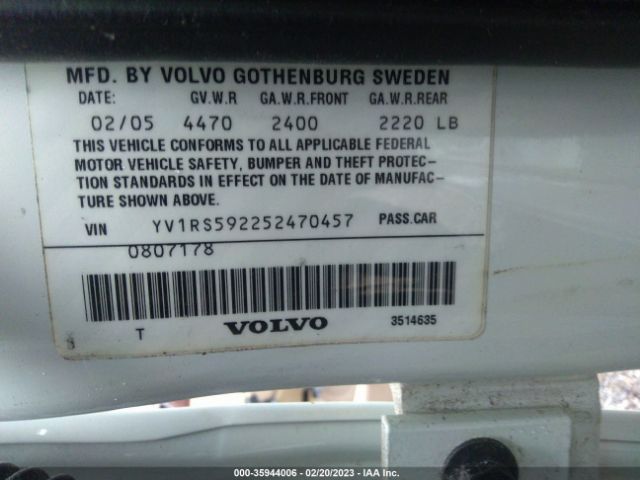 MFD. BY VOLVO GOTHENBURG SWEDEN
DATE: GV.W.R GA.W.R.FRONT GA.W.R.REAR
02/05 4470 2400 2220 LB
THIS VEHICLE CONFORMS TO ALL APPLICABLE FEDERAL
MOTOR VEHICLE SAFETY, BUMPER AND THEFT PROTEC-
TION STANDARDS IN EFFECT ON THE DATE OF MANUFAC-
TURE SHOWN ABOVE.
VIN YV1RS592252470457 PASS.CAR
0807178
T VOLVO 3514635
000-35944006 - 02/20/2023 - IAA Inc.